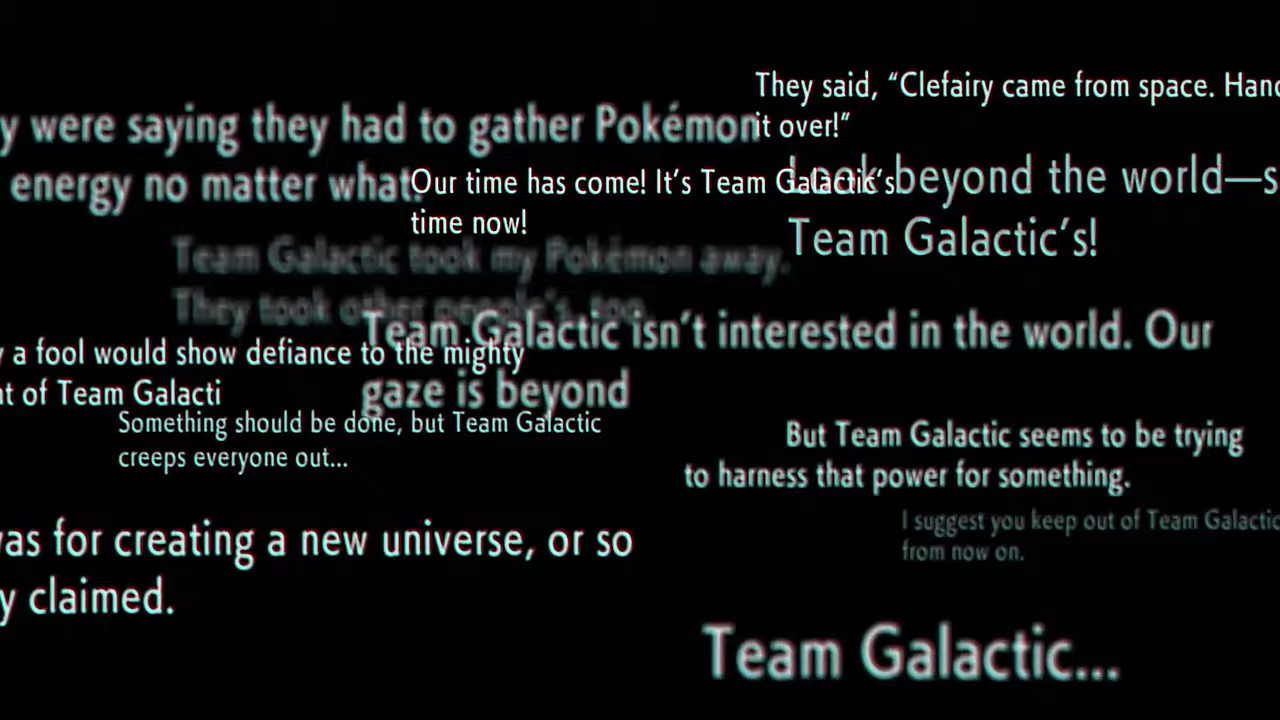 They said, “Clefairy came from space. Hand
it over!”
y were saying they had to gather Pokémon
energy no matter what.
Our time has come! It’s Team Galactic’s
time now!
Look beyond the world—s
Team Galactic’s!
Team Galactic took my Pokémon away.
They took other people’s, too.
Team Galactic isn’t interested in the world. Our
gaze is beyond
y a fool would show defiance to the mighty
nt of Team Galacti
Something should be done, but Team Galactic
creeps everyone out...
But Team Galactic seems to be trying
to harness that power for something.
I suggest you keep out of Team Galactic
from now on.
was for creating a new universe, or so
y claimed.
Team Galactic...